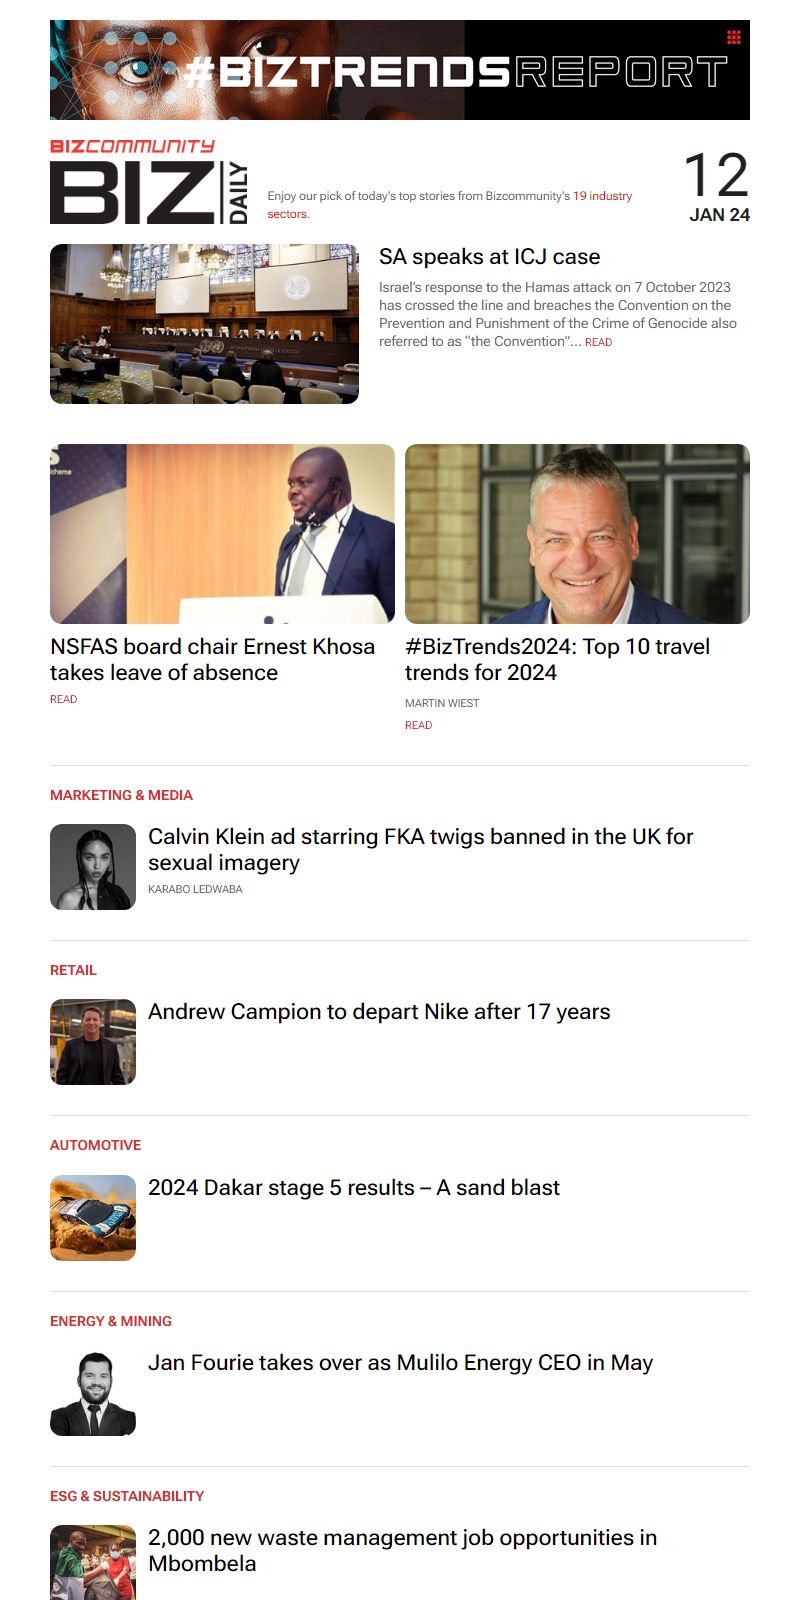 #BIZTRENDSREPORT
BIZCOMMUNITY
BIZ DAILY
Enjoy our pick of today's top stories from Bizcommunity's 19 industry
sectors.
12
JAN 24
SA speaks at ICJ case
Israel's response to the Hamas attack on 7 October 2023
has crossed the line and breaches the Convention on the
Prevention and Punishment of the Crime of Genocide also
referred to as “the Convention”... READ
NSFAS board chair Ernest Khosa
takes leave of absence
READ
#BizTrends2024: Top 10 travel
trends for 2024
MARTIN WIEST
READ
MARKETING & MEDIA
Calvin Klein ad starring FKA twigs banned in the UK for
sexual imagery
KARABO LEDWABA
RETAIL
Andrew Campion to depart Nike after 17 years
AUTOMOTIVE
2024 Dakar stage 5 results – A sand blast
ENERGY & MINING
Jan Fourie takes over as Mulilo Energy CEO in May
ESG & SUSTAINABILITY
2,000 new waste management job opportunities in
Mbombela